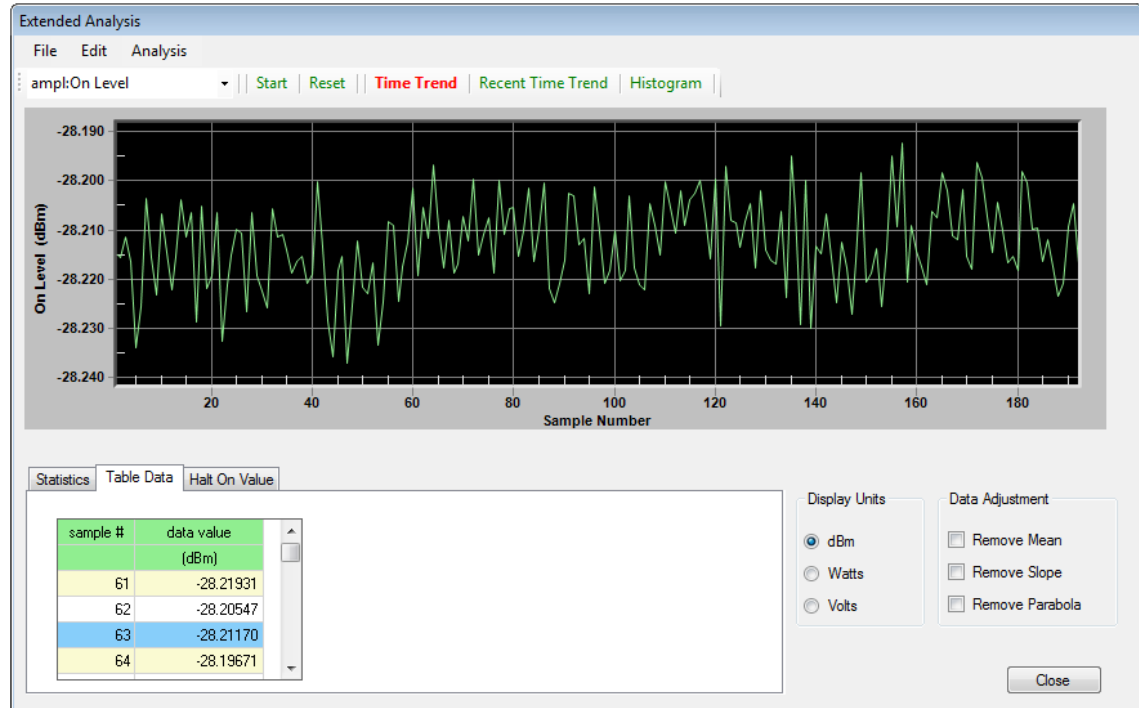 Extended Analysis
File Edit Analysis
ampl:On Level Start Reset Time Trend Recent Time Trend Histogram
-28.190
-28.200
-28.210
-28.220
-28.230
-28.240
On Level (dBm)
20 40 60 80 100 120 140 160 180
Sample Number
Statistics Table Data Halt On Value
sample # data value
(dBm)
61 -28.21931
62 -28.20547
63 -28.21170
64 -28.19671
Display Units
dBm
Watts
Volts
Data Adjustment
Remove Mean
Remove Slope
Remove Parabola
Close